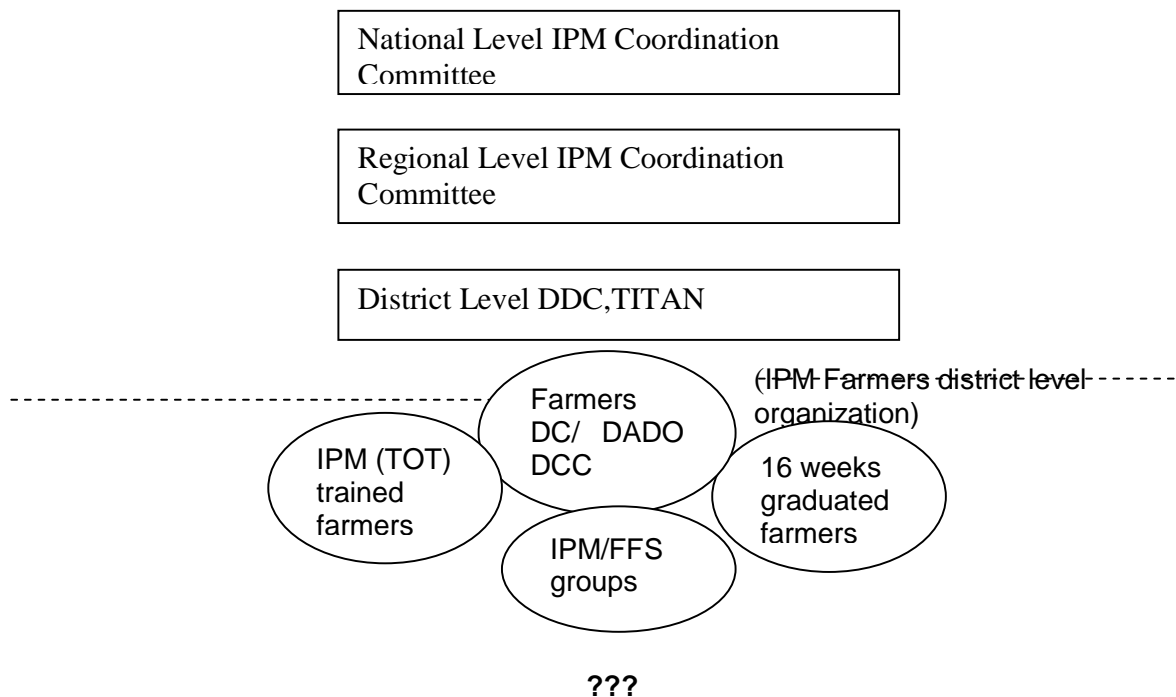 National Level IPM Coordination
Committee
Regional Level IPM Coordination
Committee
District Level DDC,TITAN
(IPM Farmers district level
organization)
Farmers
DC/ DADO
DCC
IPM (TOT)
trained
farmers
16 weeks
graduated
farmers
IPM/FFS
groups
???